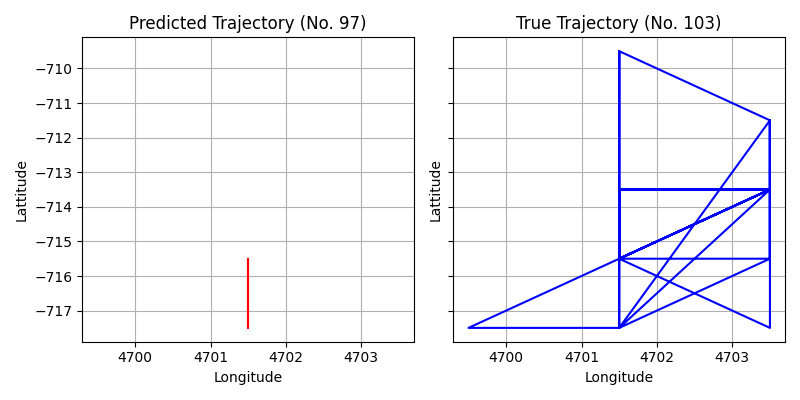 Predicted Trajectory (No. 97)
True Trajectory (No. 103)
Lattitude
−710
−711
−712
−713
−714
−715
−716
−717
4700
4701
4702
4703
Longitude
Lattitude
4700
4701
4702
4703
Longitude